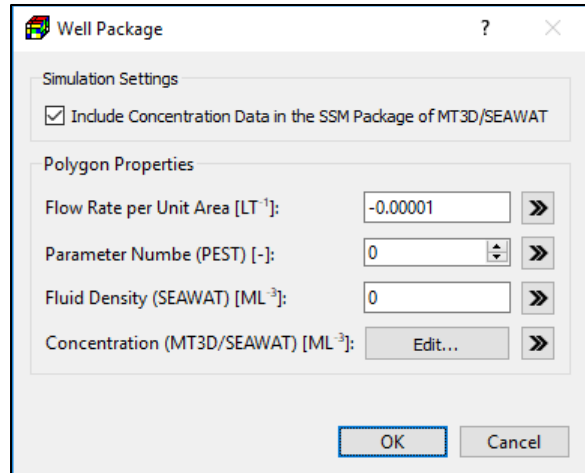 Well Package ?
Simulation Settings
Include Concentration Data in the SSM Package of MT3D/SEAWAT
Polygon Properties
Flow Rate per Unit Area [LT⁻¹]: -0.00001
Parameter Numbe (PEST) [-]: 0
Fluid Density (SEAWAT) [ML⁻³]: 0
Concentration (MT3D/SEAWAT) [ML⁻³]: Edit...
OK Cancel